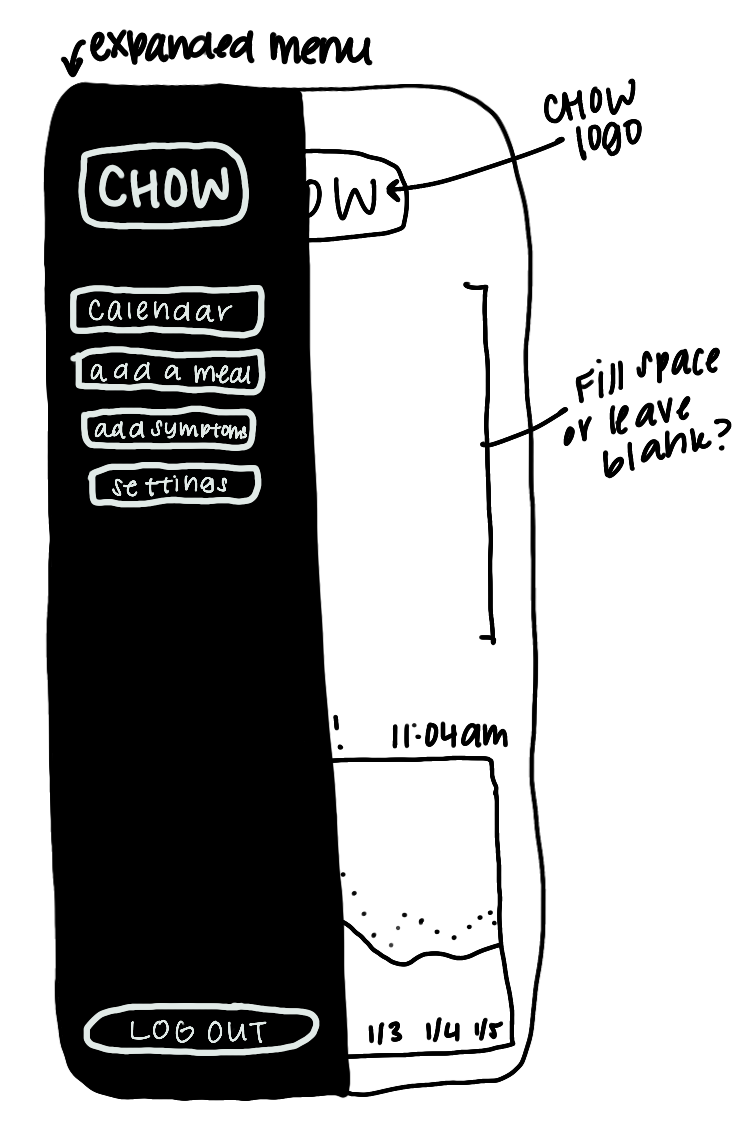 expanded menu
CHOW
logo
CHOW
OW
calendar
add a meal
add symptoms
settings
Fill space
or leave
blank?
! 11:04am
LOG OUT
1/3 1/4 1/5